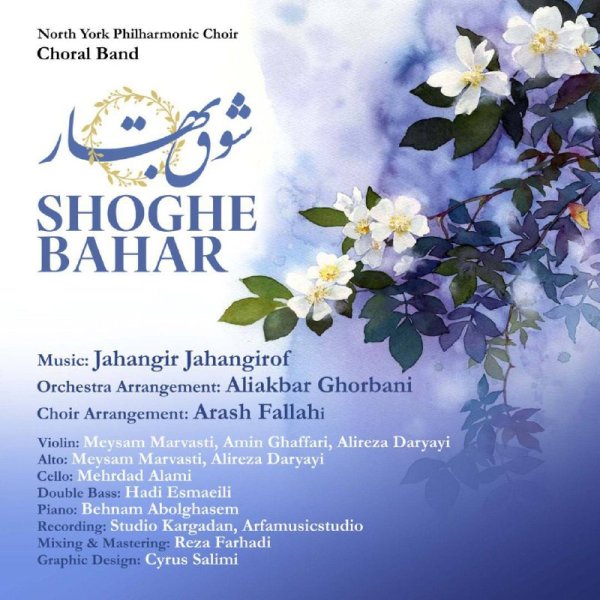 North York Philharmonic Choir
Choral Band
شوق بهار
SHOGHE
BAHAR
Music: Jahangir Jahangirof
Orchestra Arrangement: Aliakbar Ghorbani
Choir Arrangement: Arash Fallahi
Violin: Meysam Marvasti, Amin Ghaffari, Alireza Daryayi
Alto: Meysam Marvasti, Alireza Daryayi
Cello: Mehrdad Alami
Double Bass: Hadi Esmaeili
Piano: Behnam Abolghasem
Recording: Studio Kargadan, Arfamusicstudio
Mixing & Mastering: Reza Farhadi
Graphic Design: Cyrus Salimi